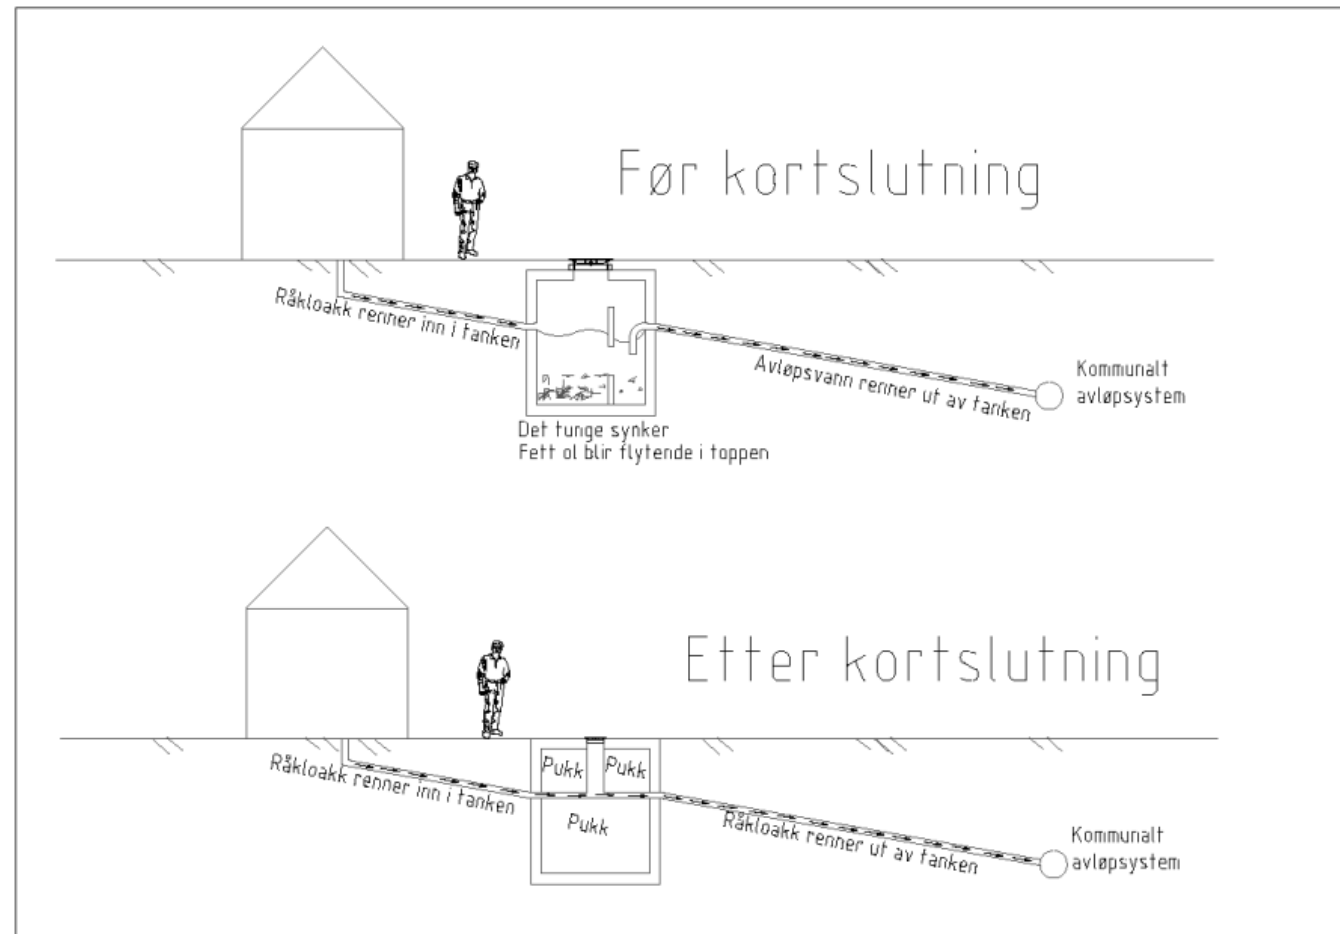 Før kortslutning
Råkloakk renner inn i tanken
Avløpsvann renner ut av tanken
Kommunalt
avløpsystem
Det tunge synker
Fett ol blir flytende i toppen
Etter kortslutning
Råkloakk renner inn i tanken
Pukk
Pukk
Pukk
Råkloakk renner ut av tanken
Kommunalt
avløpsystem